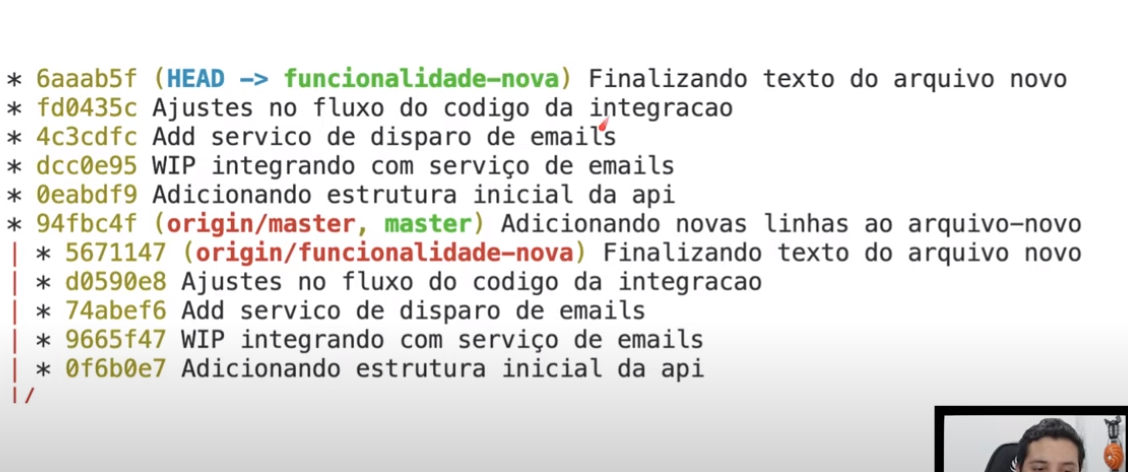 * 6aaab5f (HEAD -> funcionalidade-nova) Finalizando texto do arquivo novo
* fd0435c Ajustes no fluxo do codigo da integracao
* 4c3cdfc Add servico de disparo de emails
* dcc0e95 WIP integrando com serviço de emails
* 0eabdf9 Adicionando estrutura inicial da api
* 94fbc4f (origin/master, master) Adicionando novas linhas ao arquivo-novo
| * 5671147 (origin/funcionalidade-nova) Finalizando texto do arquivo novo
| * d0590e8 Ajustes no fluxo do codigo da integracao
| * 74abef6 Add servico de disparo de emails
| * 9665f47 WIP integrando com serviço de emails
| * 0f6b0e7 Adicionando estrutura inicial da api
|/